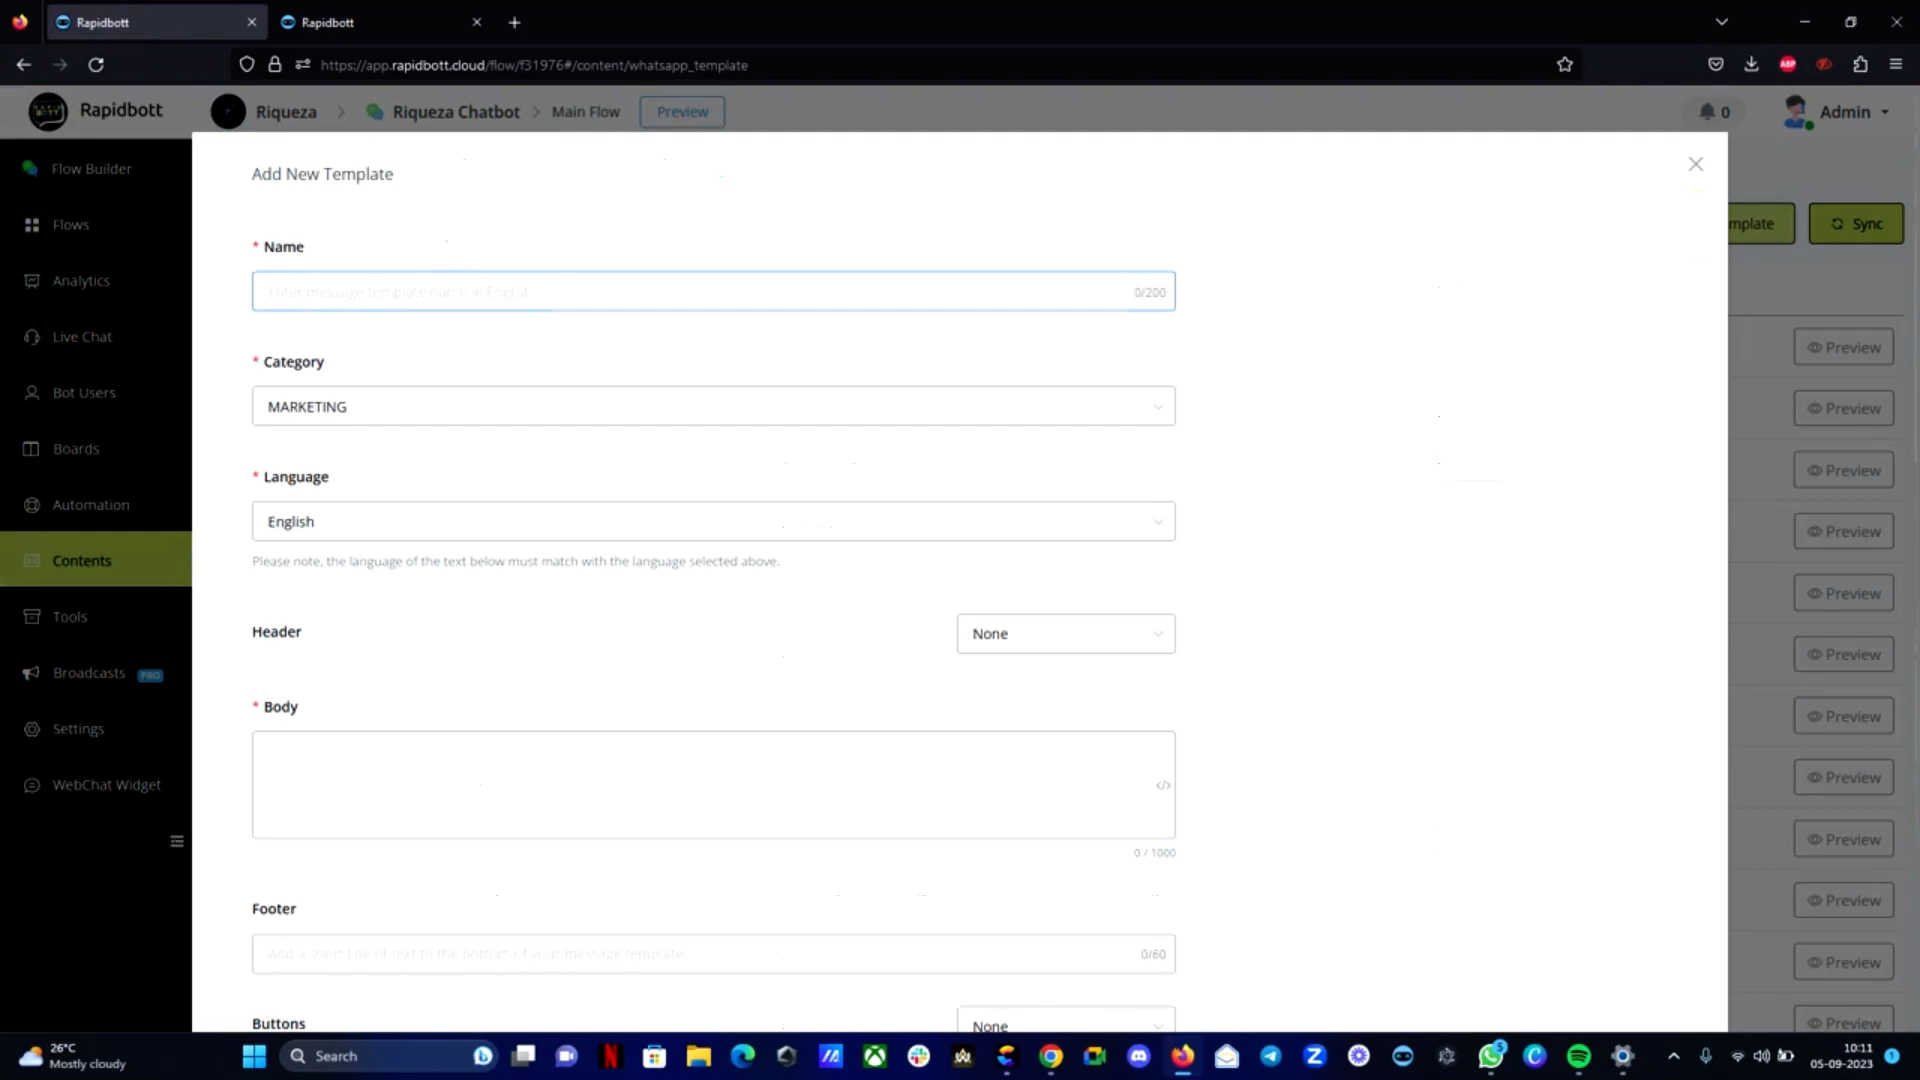 Rapidbott
Rapidbott
https://app.rapidbott.cloud/flow/f31976#/content/whatsapp_template
ABP
Rapidbott
Riqueza
Riqueza Chatbot
Main Flow
Preview
0
Admin
Flow Builder
Flows
Analytics
Live Chat
Bot Users
Boards
Automation
Contents
Tools
Broadcasts PRO
Settings
WebChat Widget
Add New Template
mplate
Sync
* Name
Enter message template name in English
0/200
* Category
MARKETING
* Language
English
Please note, the language of the text below must match with the language selected above.
Header
None
* Body
</>
0 / 1000
Footer
Add a short line of text to the bottom of your message template
0/60
Buttons
None
Preview
Preview
Preview
Preview
Preview
Preview
Preview
Preview
Preview
Preview
Preview
Preview
26°C
Mostly cloudy
Search
5
10:11
05-09-2023
1